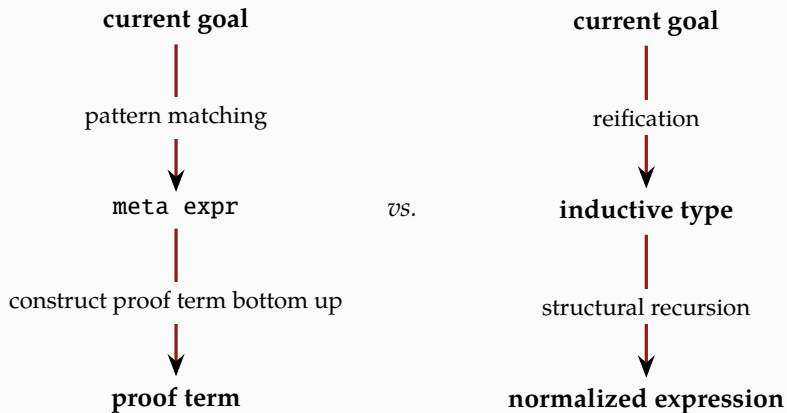 current goal
current goal
pattern matching
reification
meta expr
vs.
inductive type
construct proof term bottom up
structural recursion
proof term
normalized expression